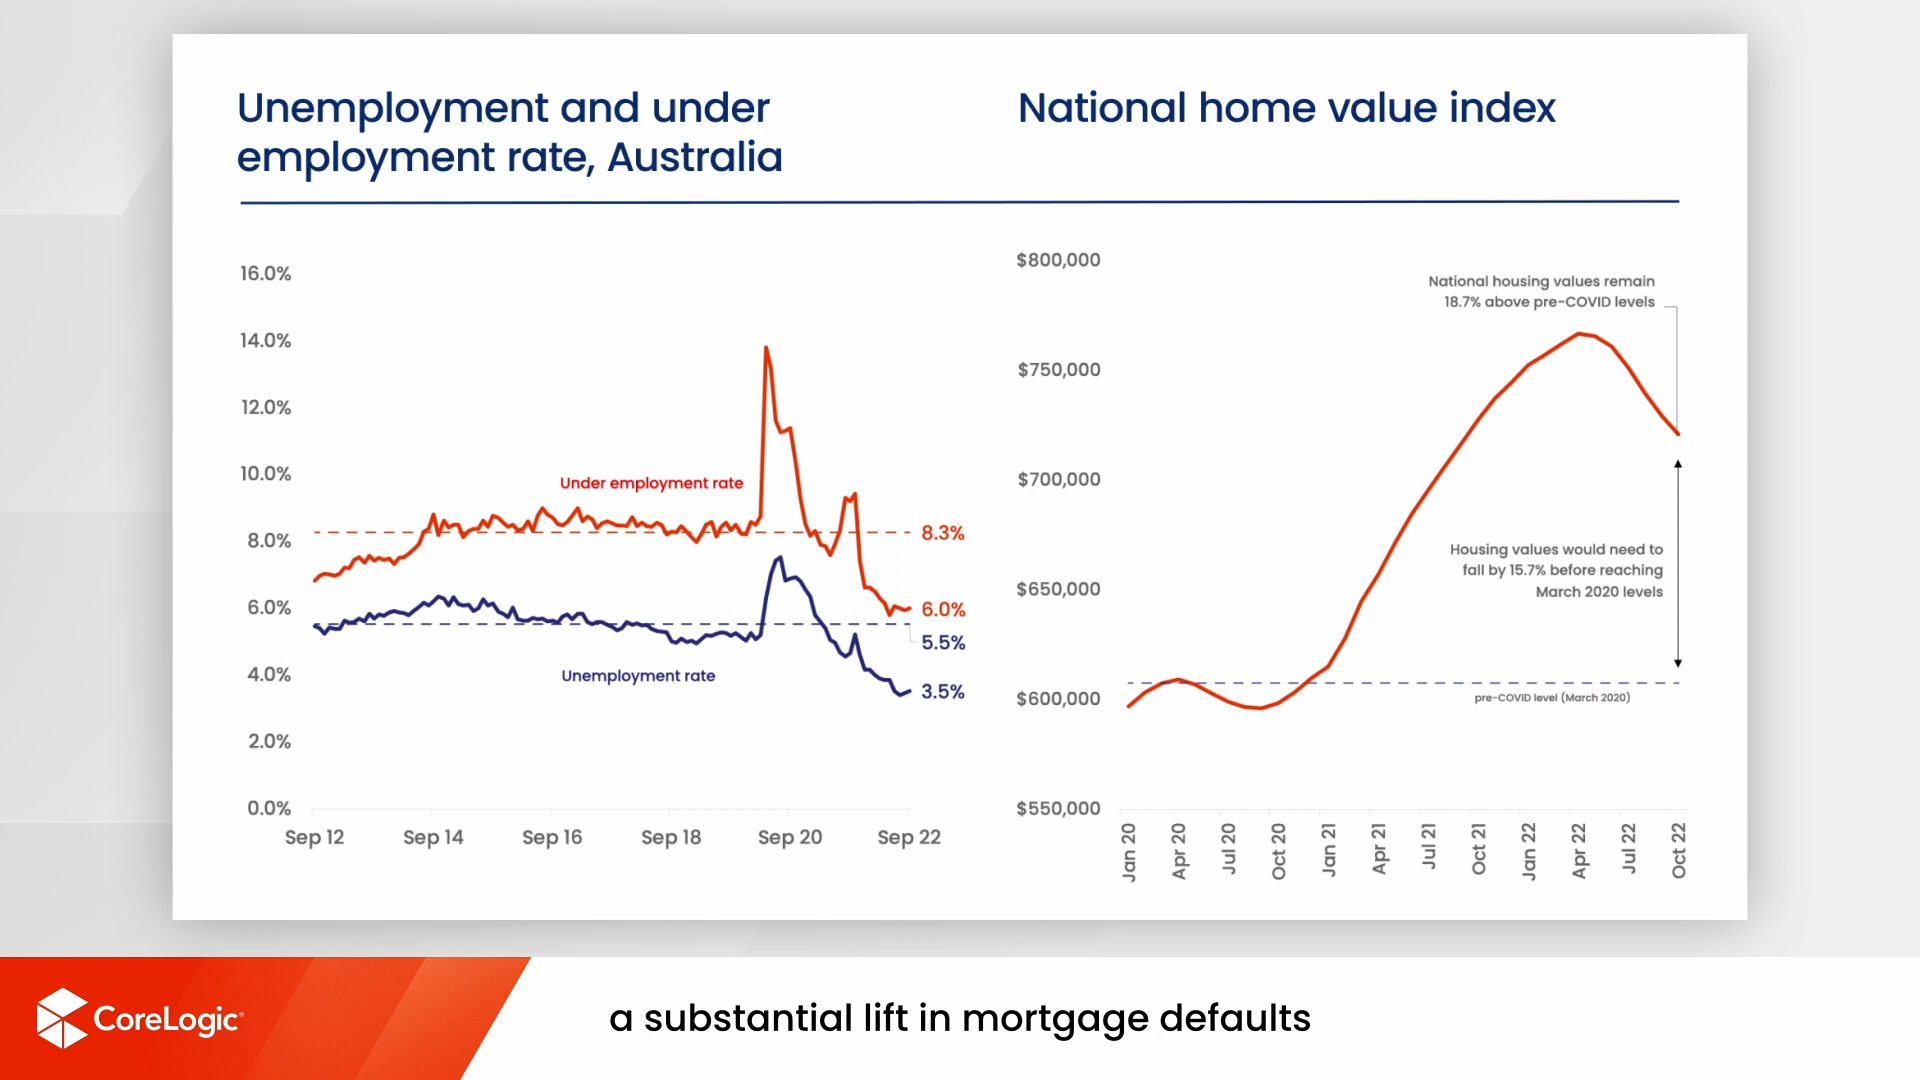 Unemployment and under
employment rate, Australia
National home value index
16.0%
14.0%
12.0%
10.0%
8.0%
6.0%
4.0%
2.0%
0.0%
Under employment rate
Unemployment rate
8.3%
6.0%
5.5%
3.5%
Sep 12
Sep 14
Sep 16
Sep 18
Sep 20
Sep 22
$800,000
$750,000
$700,000
$650,000
$600,000
$550,000
National housing values remain
18.7% above pre-COVID levels
Housing values would need to
fall by 15.7% before reaching
March 2020 levels
pre-COVID level (March 2020)
Jan 20
Apr 20
Jul 20
Oct 20
Jan 21
Apr 21
Jul 21
Oct 21
Jan 22
Apr 22
Jul 22
Oct 22
CoreLogic
a substantial lift in mortgage defaults